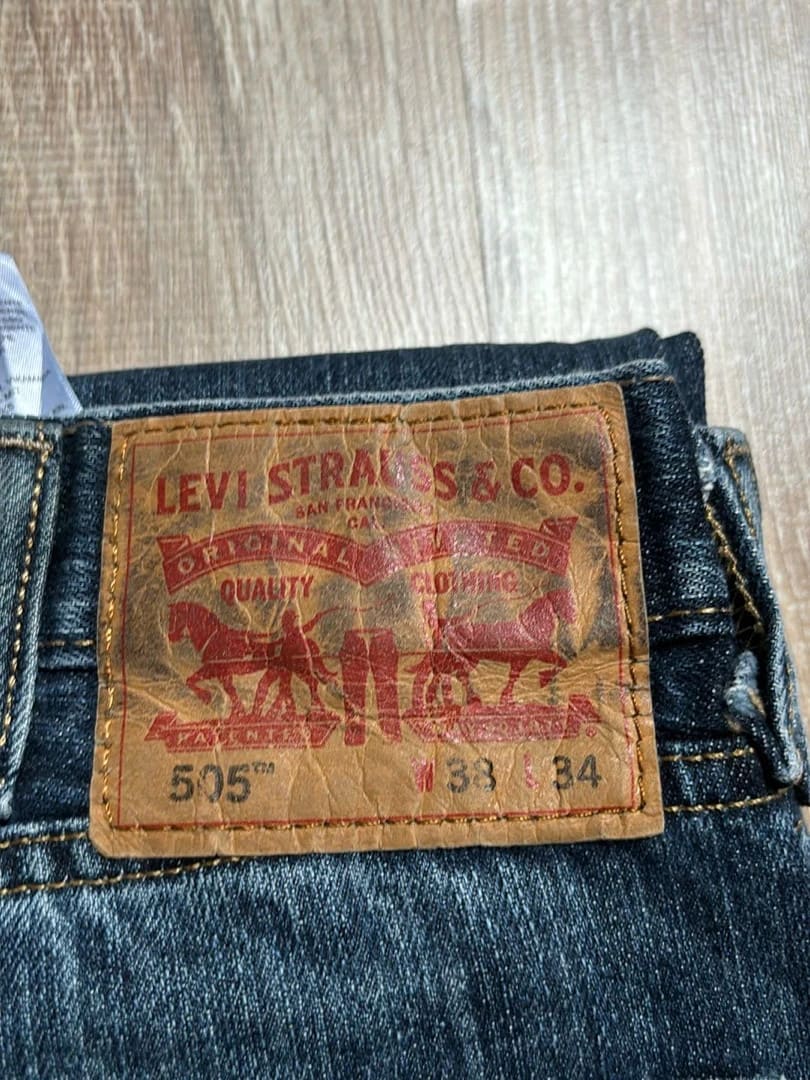 LEVI STRAUSS & CO.
SAN FRANCISCO
CAL
ORIGINAL RIVETED
QUALITY CLOTHING
505™ W 38 L 34